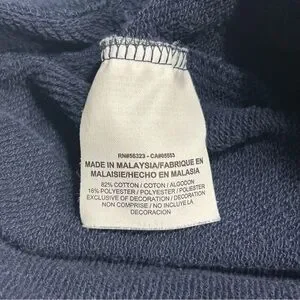 RN#56323 - CA#05553
MADE IN MALAYSIA/FABRIQUE EN
MALAISIE/HECHO EN MALASIA
82% COTTON / COTON / ALGODON
18% POLYESTER / POLYESTER / POLIESTER
EXCLUSIVE OF DECORATION / DECORATION
NON COMPRISE / NO INCLUYE LA
DECORACION